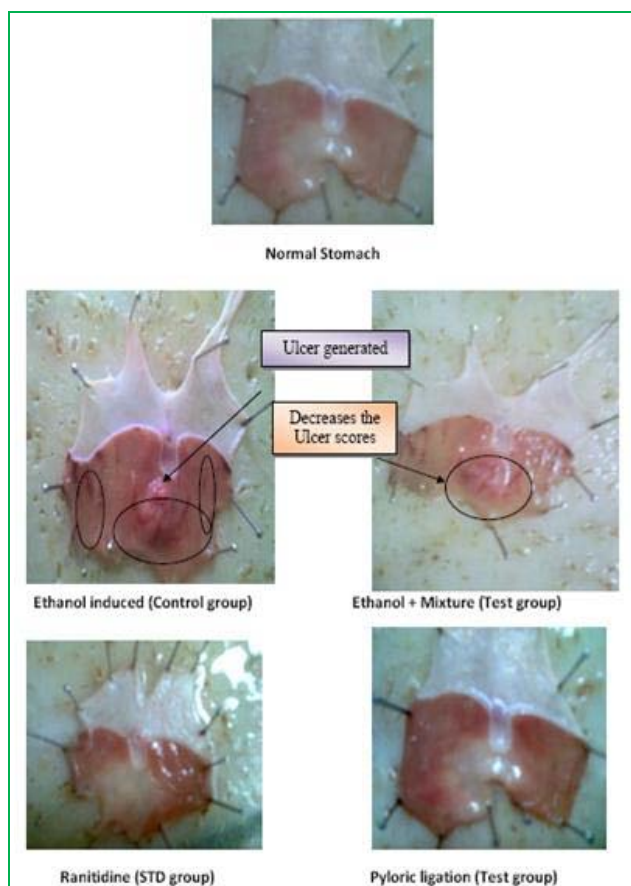 Normal Stomach
Ulcer generated
Decreases the
Ulcer scores
Ethanol induced (Control group)
Ethanol + Mixture (Test group)
Ranitidine (STD group)
Pyloric ligation (Test group)